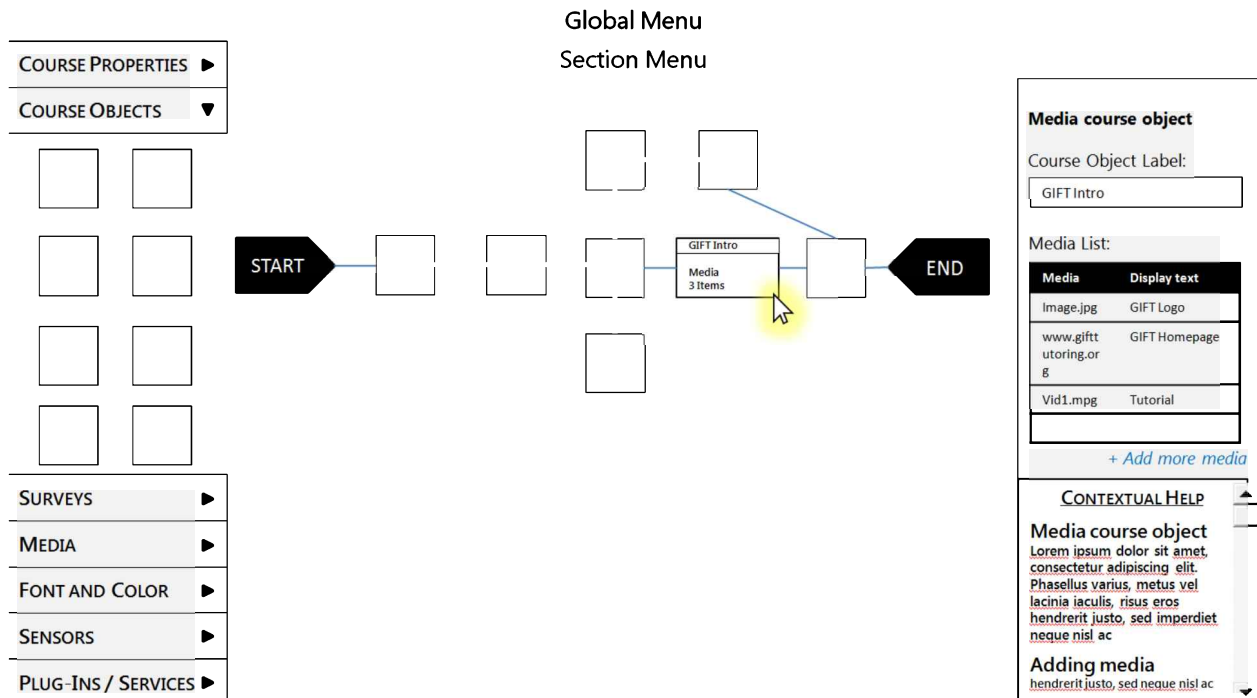 Global Menu
Section Menu
COURSE PROPERTIES
COURSE OBJECTS
SURVEYS
MEDIA
FONT AND COLOR
SENSORS
PLUG-INS / SERVICES
START
GIFT Intro
Media
3 Items
END
Media course object
Course Object Label:
GIFT Intro
Media List:
Media Display text
Image.jpg GIFT Logo
www.giftt GIFT Homepage
utoring.or
g
Vid1.mpg Tutorial
+ Add more media
CONTEXTUAL HELP
Media course object
Lorem ipsum dolor sit amet,
consectetur adipiscing elit.
Phasellus varius, metus vel
lacinia iaculis, risus eros
hendrerit justo, sed imperdiet
neque nisl ac
Adding media
hendrerit justo, sed neque nisl ac